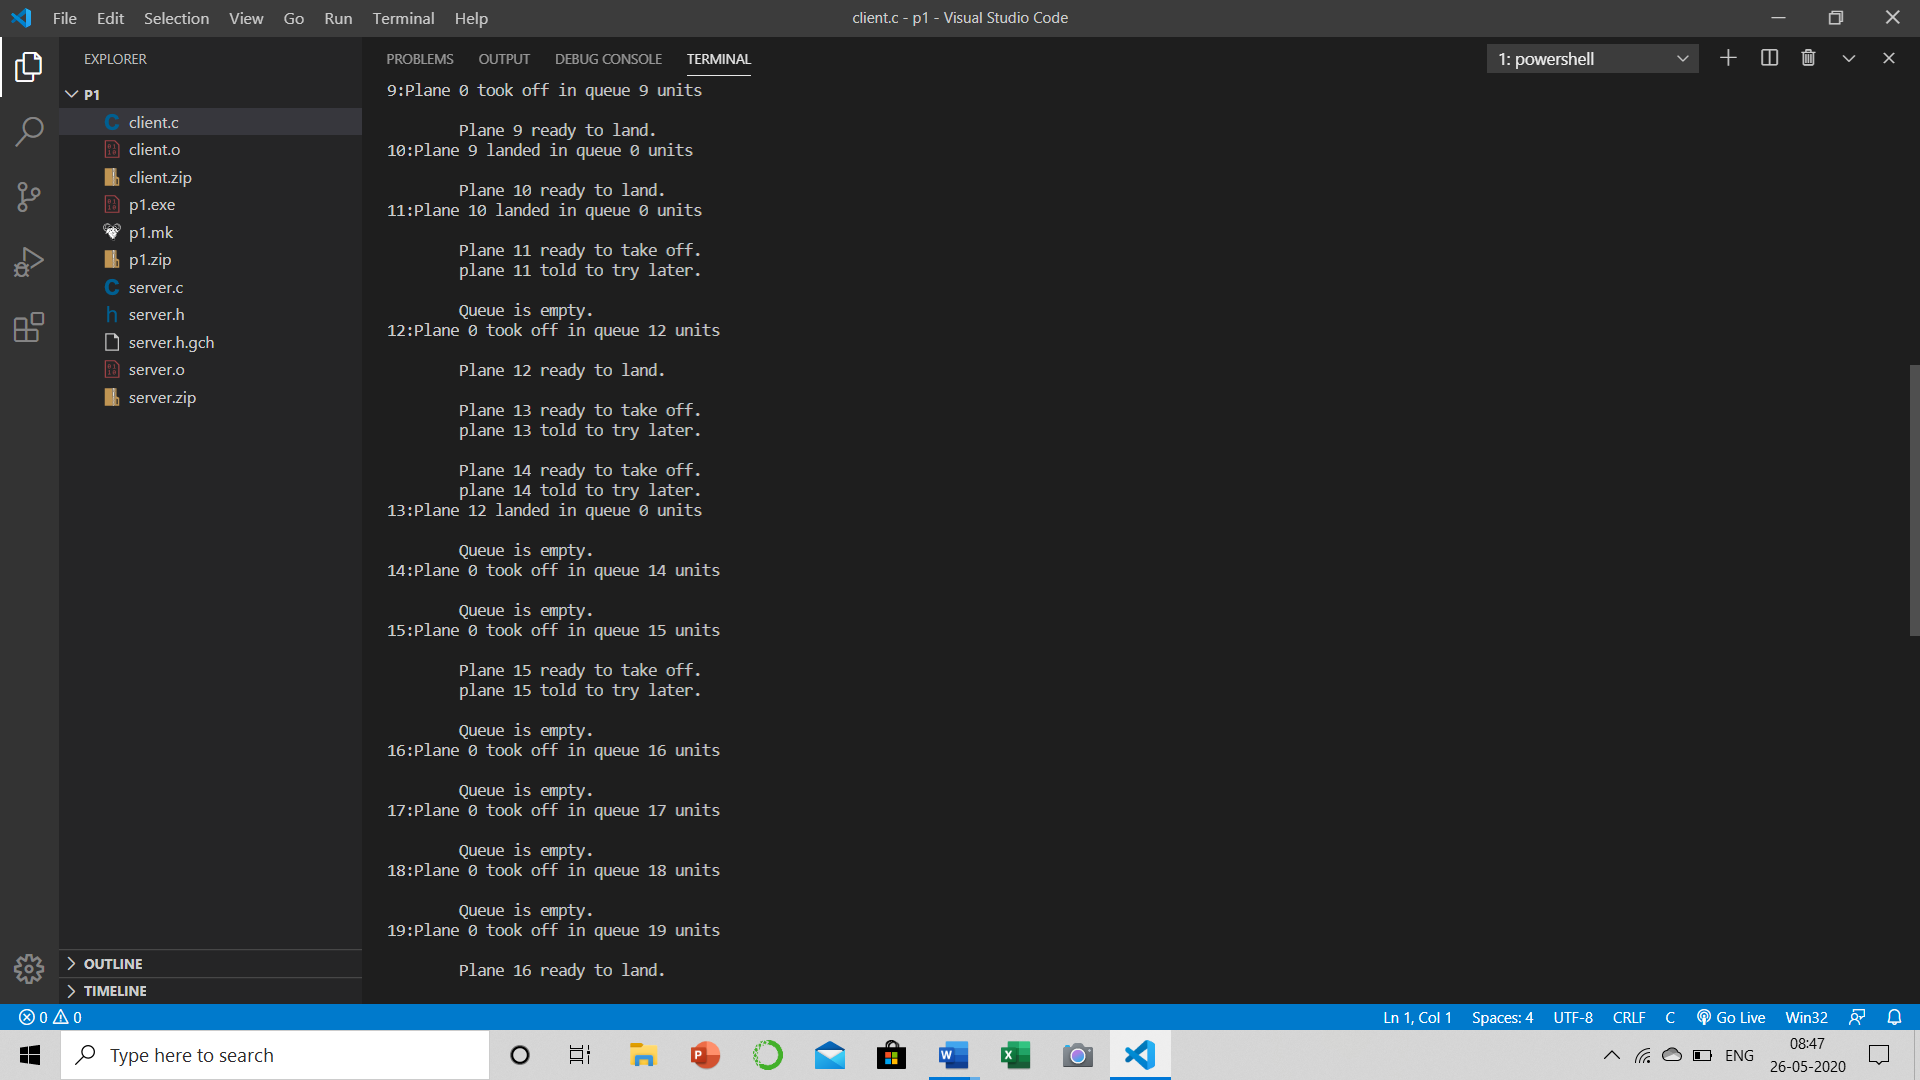 File Edit Selection View Go Run Terminal Help
client.c - p1 - Visual Studio Code
EXPLORER
P1
client.c
client.o
client.zip
p1.exe
p1.mk
p1.zip
server.c
server.h
server.h.gch
server.o
server.zip
OUTLINE
TIMELINE
PROBLEMS OUTPUT DEBUG CONSOLE TERMINAL
1: powershell
9:Plane 0 took off in queue 9 units
Plane 9 ready to land.
10:Plane 9 landed in queue 0 units
Plane 10 ready to land.
11:Plane 10 landed in queue 0 units
Plane 11 ready to take off.
plane 11 told to try later.
Queue is empty.
12:Plane 0 took off in queue 12 units
Plane 12 ready to land.
Plane 13 ready to take off.
plane 13 told to try later.
Plane 14 ready to take off.
plane 14 told to try later.
13:Plane 12 landed in queue 0 units
Queue is empty.
14:Plane 0 took off in queue 14 units
Queue is empty.
15:Plane 0 took off in queue 15 units
Plane 15 ready to take off.
plane 15 told to try later.
Queue is empty.
16:Plane 0 took off in queue 16 units
Queue is empty.
17:Plane 0 took off in queue 17 units
Queue is empty.
18:Plane 0 took off in queue 18 units
Queue is empty.
19:Plane 0 took off in queue 19 units
Plane 16 ready to land.
0 0
Ln 1, Col 1 Spaces: 4 UTF-8 CRLF C Go Live Win32
Type here to search
ENG
08:47
26-05-2020